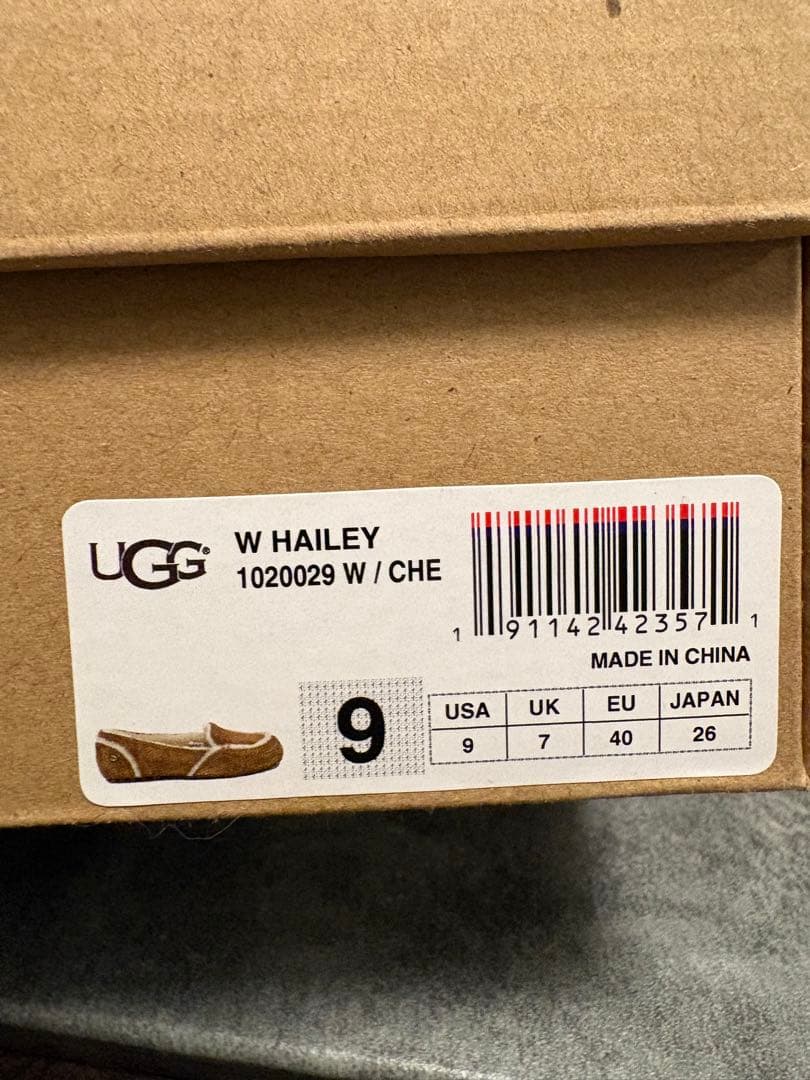 UGG®
W HAILEY
1020029 W / CHE
1 91142 42357 1
MADE IN CHINA
9
USA UK EU JAPAN
9 7 40 26